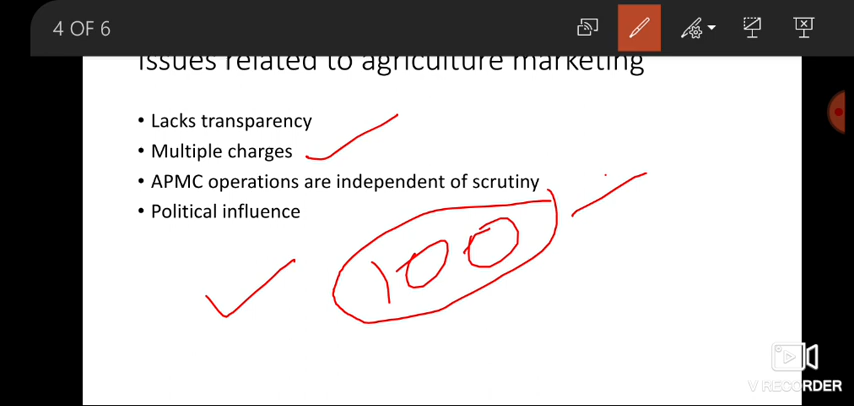 4 OF 6
Issues related to agriculture marketing
• Lacks transparency
• Multiple charges
• APMC operations are independent of scrutiny
• Political influence
100
V RECORDER